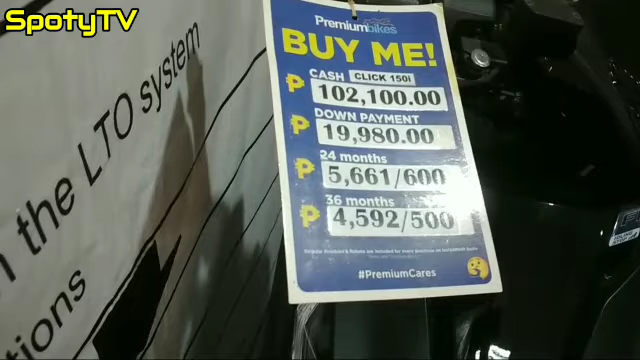 SpotyTV
n the LTO system
tions
Premiumbikes
BUY ME!
CASH CLICK 150i
₱ 102,100.00
DOWN PAYMENT
₱ 19,980.00
24 months
₱ 5,661/600
36 months
₱ 4,592/500
#PremiumCares